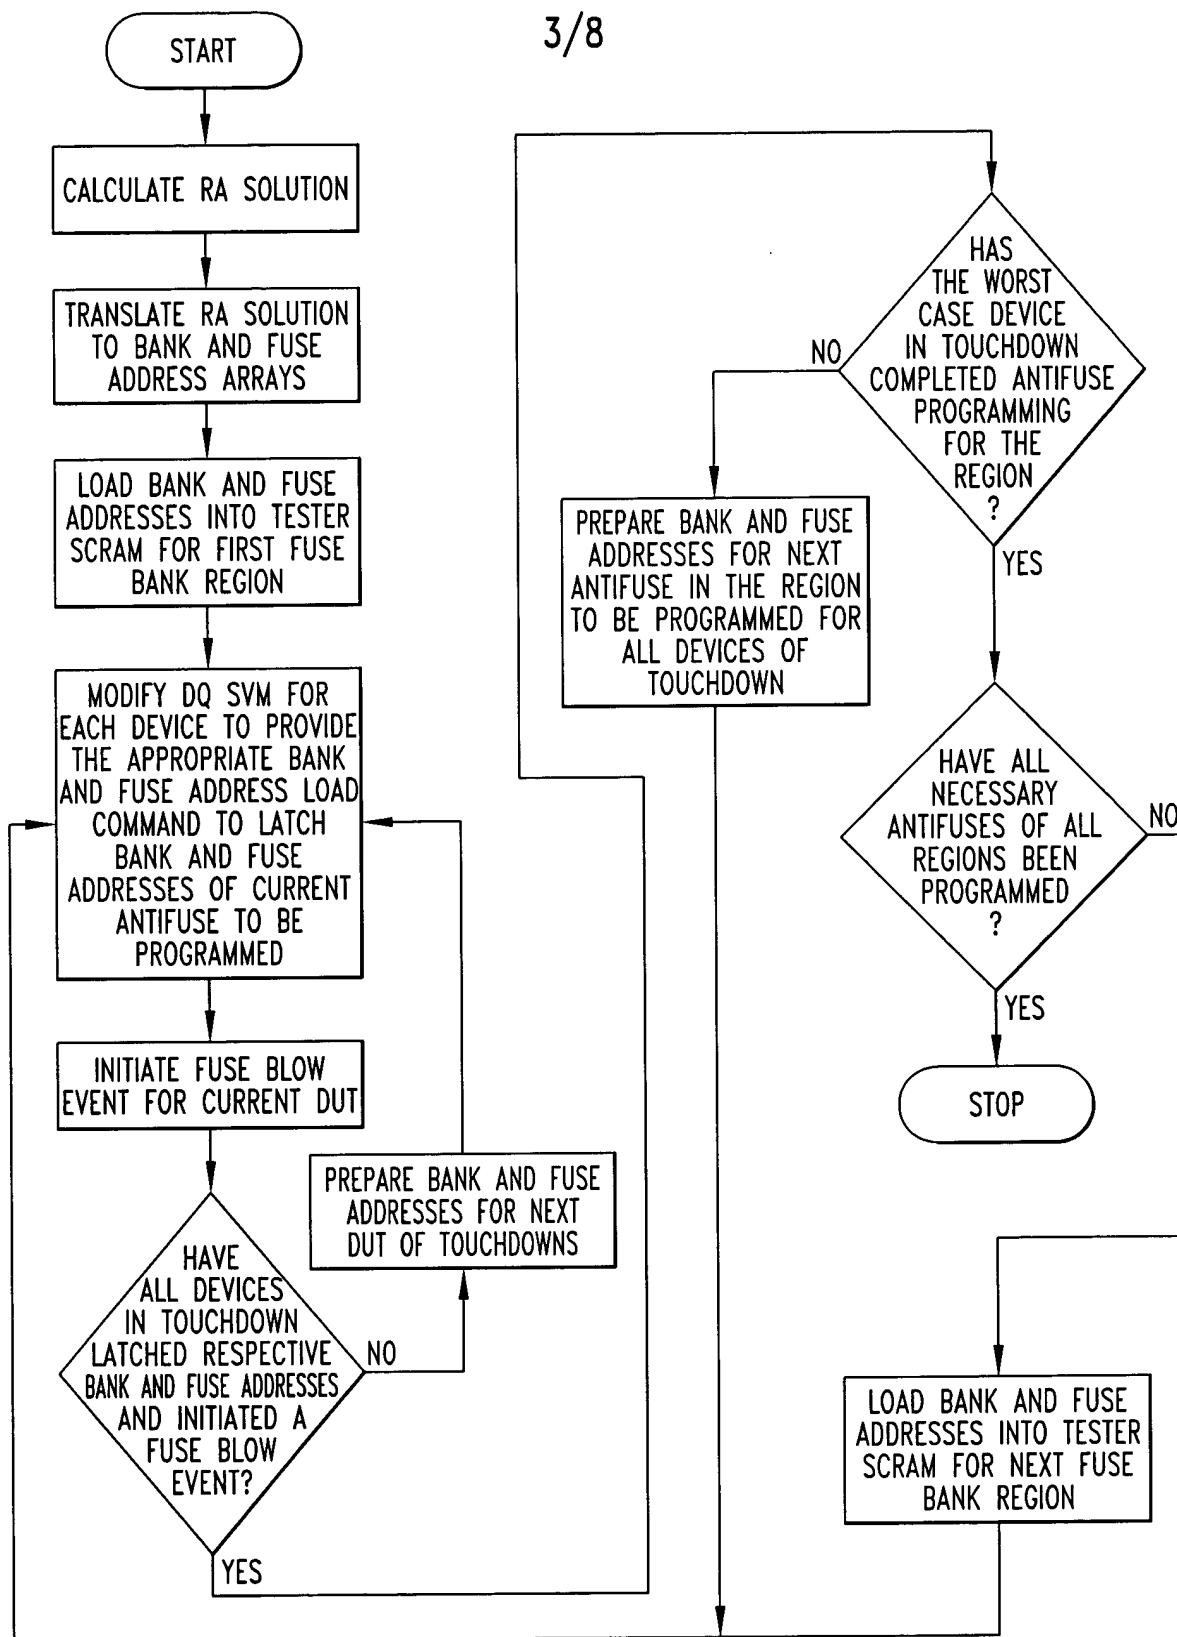 3/8
START
CALCULATE RA SOLUTION
TRANSLATE RA SOLUTION
TO BANK AND FUSE
ADDRESS ARRAYS
LOAD BANK AND FUSE
ADDRESSES INTO TESTER
SCRAM FOR FIRST FUSE
BANK REGION
MODIFY DQ SVM FOR
EACH DEVICE TO PROVIDE
THE APPROPRIATE BANK
AND FUSE ADDRESS LOAD
COMMAND TO LATCH
BANK AND FUSE
ADDRESSES OF CURRENT
ANTIFUSE TO BE
PROGRAMMED
INITIATE FUSE BLOW
EVENT FOR CURRENT DUT
HAVE
ALL DEVICES
IN TOUCHDOWN
LATCHED RESPECTIVE
BANK AND FUSE ADDRESSES
AND INITIATED A
FUSE BLOW
EVENT?
NO
YES
PREPARE BANK AND FUSE
ADDRESSES FOR NEXT
DUT OF TOUCHDOWNS
HAS
THE WORST
CASE DEVICE
IN TOUCHDOWN
COMPLETED ANTIFUSE
PROGRAMMING
FOR THE
REGION
?
NO
YES
PREPARE BANK AND FUSE
ADDRESSES FOR NEXT
ANTIFUSE IN THE REGION
TO BE PROGRAMMED FOR
ALL DEVICES OF
TOUCHDOWN
HAVE ALL
NECESSARY
ANTIFUSES OF ALL
REGIONS BEEN
PROGRAMMED
?
NO
YES
STOP
LOAD BANK AND FUSE
ADDRESSES INTO TESTER
SCRAM FOR NEXT FUSE
BANK REGION